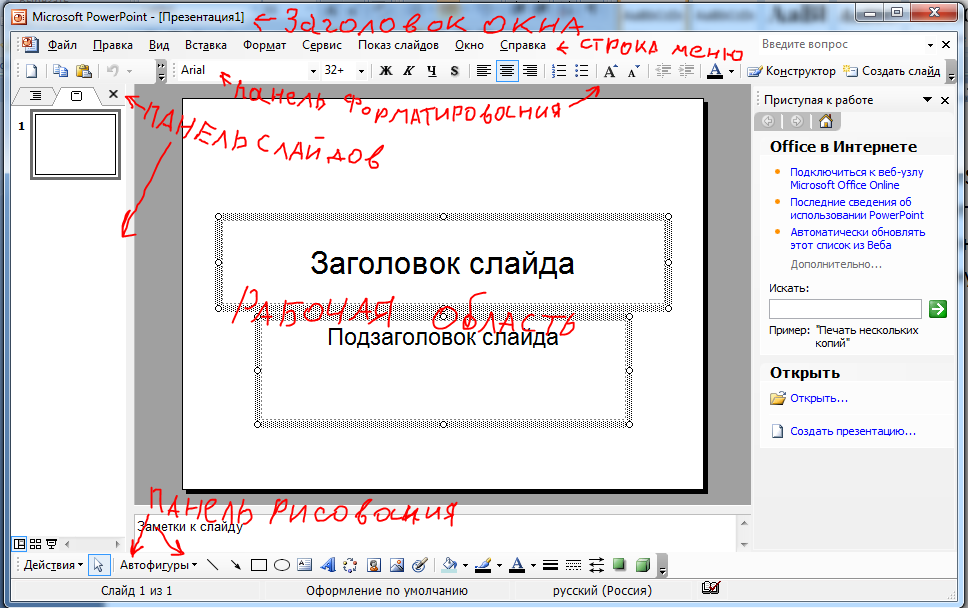 Microsoft PowerPoint - [Презентация1] ← Заголовок окна
Файл Правка Вид Вставка Формат Сервис Показ слайдов Окно Справка ← строка меню Введите вопрос
Arial 32+ Ж К Ч S A A A Конструктор Создать слайд
панель форматирования
Приступая к работе
ПАНЕЛЬ СЛАЙДОВ
1
Office в Интернете
Подключиться к веб-узлу
Microsoft Office Online
Последние сведения об
использовании PowerPoint
Автоматически обновлять
этот список из Веба
Дополнительно...
Искать:
Пример: "Печать нескольких
копий"
Открыть
Открыть...
Создать презентацию...
Заголовок слайда
РАБОЧАЯ ОБЛАСТЬ
Подзаголовок слайда
ПАНЕЛЬ РИСОВАНИЯ
Заметки к слайду
Действия Автофигуры A
Слайд 1 из 1 Оформление по умолчанию русский (Россия)